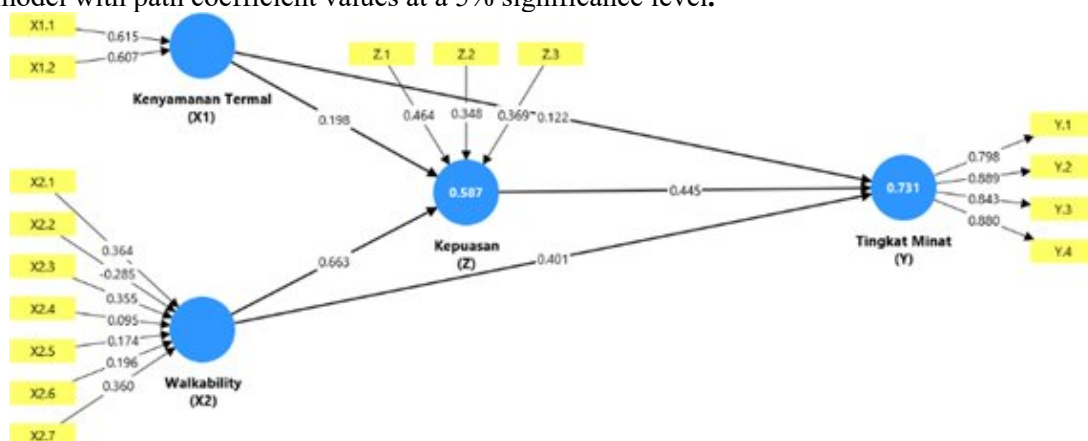 model with path coefficient values at a 5% significance level.
X1.1
0.615
X1.2
0.607
Kenyamanan Termal
(X1)
Z.1
Z.2
Z.3
0.464
0.348
0.369
0.122
0.198
0.587
Kepuasan
(Z)
0.445
0.663
0.401
0.731
Tingkat Minat
(Y)
0.798
0.889
0.843
0.880
Y.1
Y.2
Y.3
Y.4
X2.1
X2.2
X2.3
X2.4
X2.5
X2.6
X2.7
0.364
-0.285
0.355
0.095
0.174
0.196
0.360
Walkability
(X2)